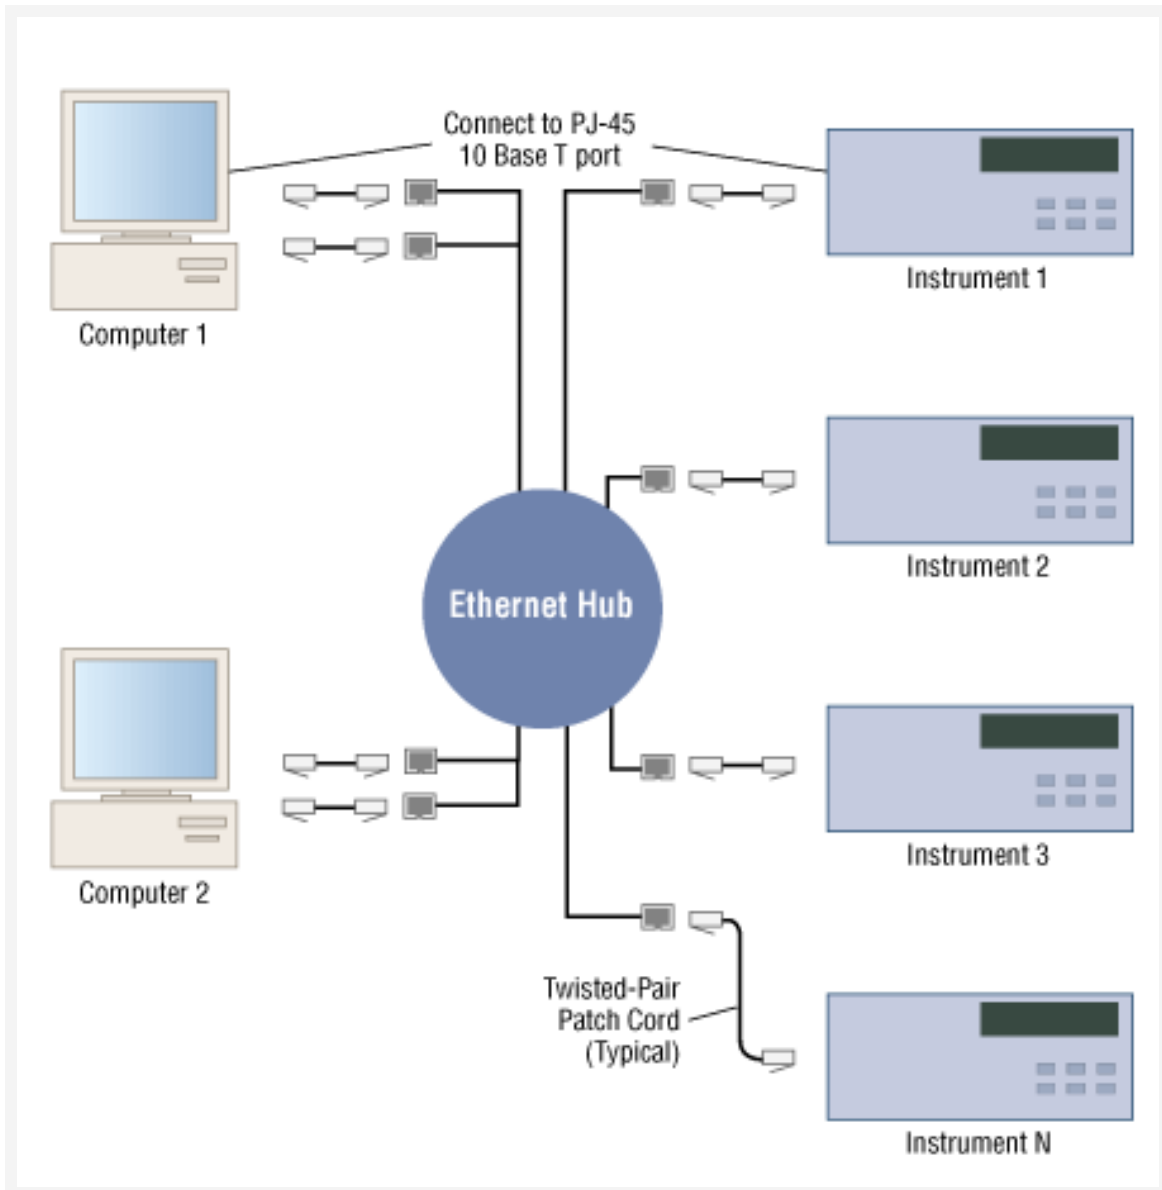 Connect to PJ-45
10 Base T port
Computer 1
Instrument 1
Instrument 2
Ethernet Hub
Computer 2
Instrument 3
Twisted-Pair
Patch Cord
(Typical)
Instrument N